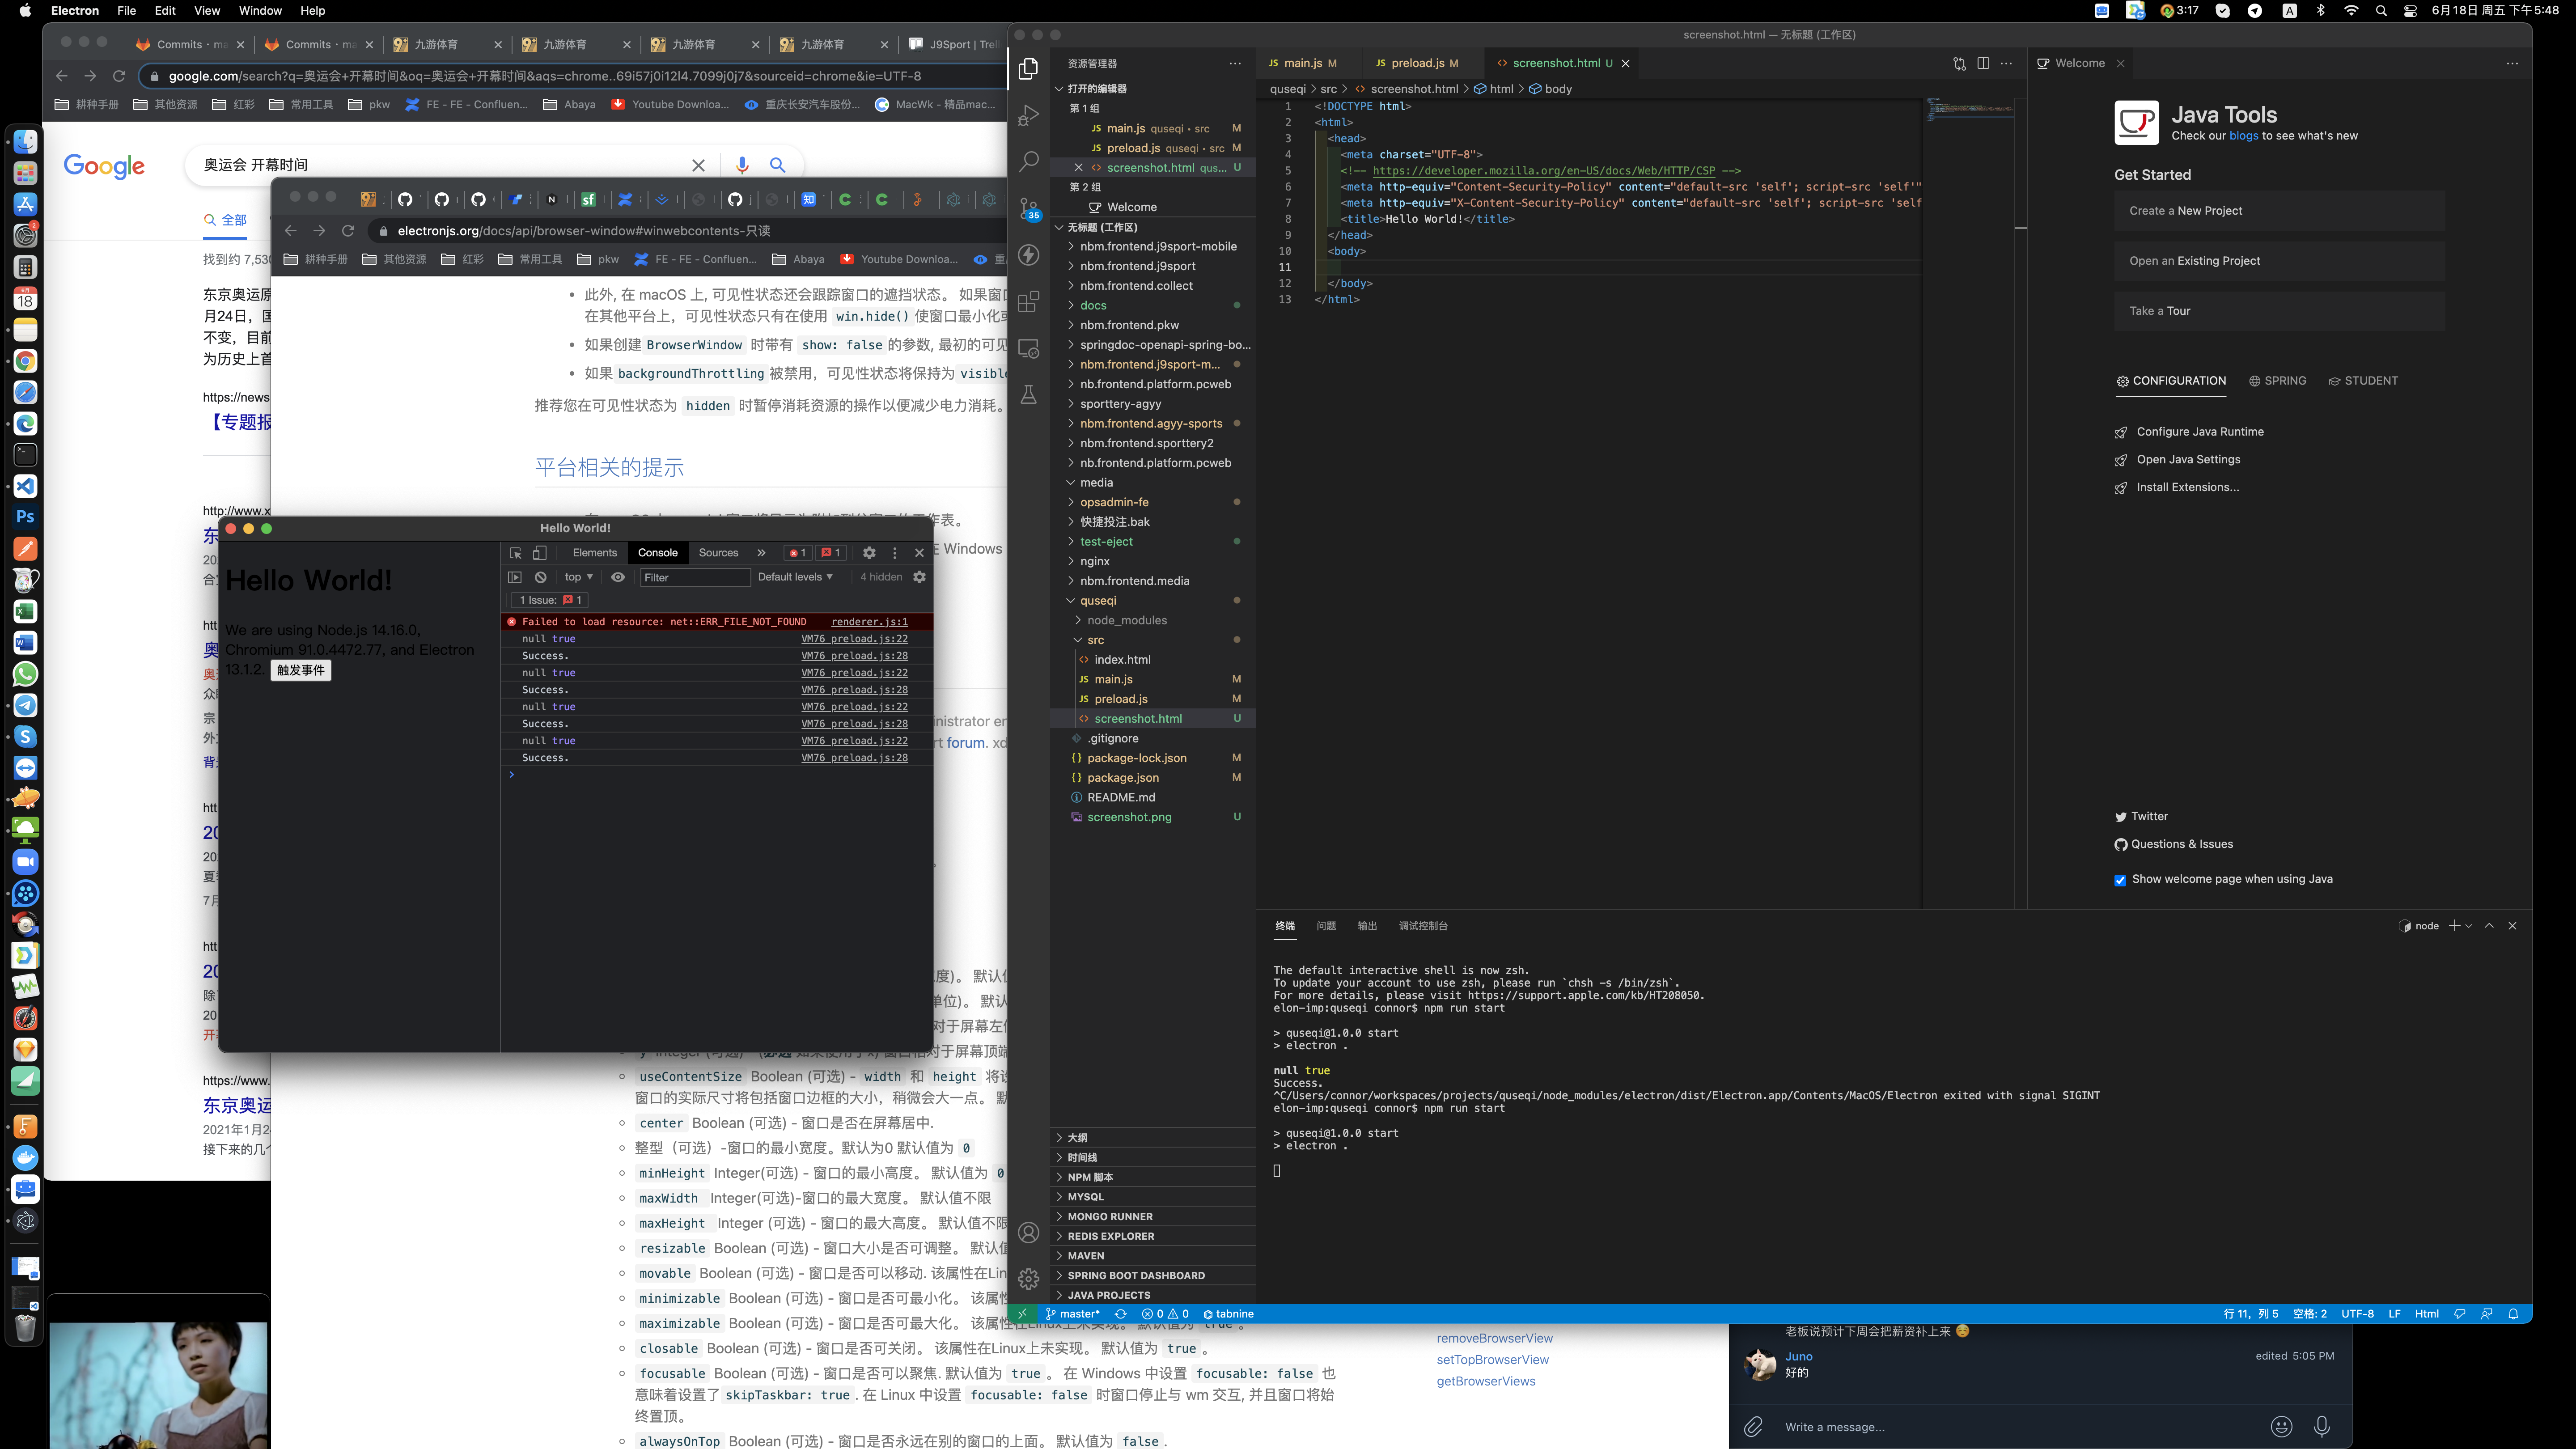 Electron File Edit View Window Help
3:17
6月18日 周五 下午5:48
Commits · ma
Commits · ma
九游体育
九游体育
九游体育
九游体育
J9Sport | Trel
google.com/search?q=奥运会+开幕时间&oq=奥运会+开幕时间&aqs=chrome..69i57j0i12l4.7099j0j7&sourceid=chrome&ie=UTF-8
耕种手册 其他资源 红彩 常用工具 pkw FE - FE - Confluen... Abaya Youtube Downloa... 重庆长安汽车股份... MacWk - 精品mac...
Google
奥运会 开幕时间
全部
找到约 7,530
东京奥运原
月24日，国
不变，目前
为历史上首
https://news
【专题报
http://www.x
https://www.
东京奥运
2021年1月2
接下来的几个
electronjs.org/docs/api/browser-window#winwebcontents-只读
耕种手册 其他资源 红彩 常用工具 pkw FE - FE - Confluen... Abaya Youtube Downloa...
此外, 在 macOS 上, 可见性状态还会跟踪窗口的遮挡状态。 如果窗口
在其他平台上，可见性状态只有在使用 win.hide() 使窗口最小化或
如果创建 BrowserWindow 时带有 show: false 的参数, 最初的可见
如果 backgroundThrottling 被禁用，可见性状态将保持为 visible
推荐您在可见性状态为 hidden 时暂停消耗资源的操作以便减少电力消耗。
平台相关的提示
Hello World!
Hello World!
We are using Node.js 14.16.0,
Chromium 91.0.4472.77, and Electron
13.1.2. 触发事件
Elements Console Sources 1 1
top Filter Default levels 4 hidden
1 Issue: 1
Failed to load resource: net::ERR_FILE_NOT_FOUND renderer.js:1
null true VM76 preload.js:22
Success. VM76 preload.js:28
null true VM76 preload.js:22
Success. VM76 preload.js:28
null true VM76 preload.js:22
Success. VM76 preload.js:28
null true VM76 preload.js:22
Success. VM76 preload.js:28
useContentSize Boolean (可选) - width 和 height 将设
窗口的实际尺寸将包括窗口边框的大小，稍微会大一点。 默
center Boolean (可选) - 窗口是否在屏幕居中.
整型（可选）-窗口的最小宽度。默认为0 默认值为 0
minHeight Integer(可选) - 窗口的最小高度。 默认值为 0
maxWidth Integer(可选)-窗口的最大宽度。 默认值不限
maxHeight Integer (可选) - 窗口的最大高度。 默认值不限
resizable Boolean (可选) - 窗口大小是否可调整。 默认值
movable Boolean (可选) - 窗口是否可以移动. 该属性在Lin
minimizable Boolean (可选) - 窗口是否可最小化。 该属性
maximizable Boolean (可选) - 窗口是否可最大化。 该属性在Linux上未实现。 默认值为 true 。
closable Boolean (可选) - 窗口是否可关闭。 该属性在Linux上未实现。 默认值为 true 。
focusable Boolean (可选) - 窗口是否可以聚焦. 默认值为 true 。 在 Windows 中设置 focusable: false 也
意味着设置了 skipTaskbar: true . 在 Linux 中设置 focusable: false 时窗口停止与 wm 交互, 并且窗口将始
终置顶。
alwaysOnTop Boolean (可选) - 窗口是否永远在别的窗口的上面。 默认值为 false .
removeBrowserView
setTopBrowserView
getBrowserViews
screenshot.html — 无标题 (工作区)
资源管理器
打开的编辑器
第 1 组
main.js quseqi • src M
preload.js quseqi • src M
screenshot.html qus... U
第 2 组
Welcome
35
无标题 (工作区)
nbm.frontend.j9sport-mobile
nbm.frontend.j9sport
nbm.frontend.collect
docs
nbm.frontend.pkw
springdoc-openapi-spring-bo...
nbm.frontend.j9sport-m...
nb.frontend.platform.pcweb
sporttery-agyy
nbm.frontend.agyy-sports
nbm.frontend.sporttery2
nb.frontend.platform.pcweb
media
opsadmin-fe
快捷投注.bak
test-eject
nginx
nbm.frontend.media
quseqi
node_modules
src
index.html
main.js M
preload.js M
screenshot.html U
.gitignore
package-lock.json M
package.json M
README.md
screenshot.png U
大纲
时间线
NPM 脚本
MYSQL
MONGO RUNNER
REDIS EXPLORER
MAVEN
SPRING BOOT DASHBOARD
JAVA PROJECTS
main.js M preload.js M screenshot.html U
quseqi > src > screenshot.html > html > body
1 <!DOCTYPE html>
2 <html>
3 <head>
4 <meta charset="UTF-8">
5 <!-- https://developer.mozilla.org/en-US/docs/Web/HTTP/CSP -->
6 <meta http-equiv="Content-Security-Policy" content="default-src 'self'; script-src 'self'"
7 <meta http-equiv="X-Content-Security-Policy" content="default-src 'self'; script-src 'self
8 <title>Hello World!</title>
9 </head>
10 <body>
11
12 </body>
13 </html>
Welcome
Java Tools
Check our blogs to see what's new
Get Started
Create a New Project
Open an Existing Project
Take a Tour
CONFIGURATION SPRING STUDENT
Configure Java Runtime
Open Java Settings
Install Extensions...
Twitter
Questions & Issues
Show welcome page when using Java
终端 问题 输出 调试控制台 node
The default interactive shell is now zsh.
To update your account to use zsh, please run `chsh -s /bin/zsh`.
For more details, please visit https://support.apple.com/kb/HT208050.
elon-imp:quseqi connor$ npm run start
> quseqi@1.0.0 start
> electron .
null true
Success.
^C/Users/connor/workspaces/projects/quseqi/node_modules/electron/dist/Electron.app/Contents/MacOS/Electron exited with signal SIGINT
elon-imp:quseqi connor$ npm run start
> quseqi@1.0.0 start
> electron .
master* 0 0 tabnine
行 11，列 5 空格: 2 UTF-8 LF Html
老板说预计下周会把薪资补上来
Juno edited 5:05 PM
好的
Write a message...